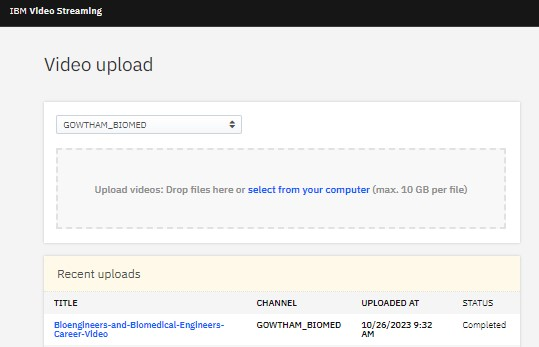 IBM Video Streaming
Video upload
GOWTHAM_BIOMED
Upload videos: Drop files here or select from your computer (max. 10 GB per file)
Recent uploads
TITLE CHANNEL UPLOADED AT STATUS
Bioengineers-and-Biomedical-Engineers- GOWTHAM_BIOMED 10/26/2023 9:32 Completed
Career-Video AM